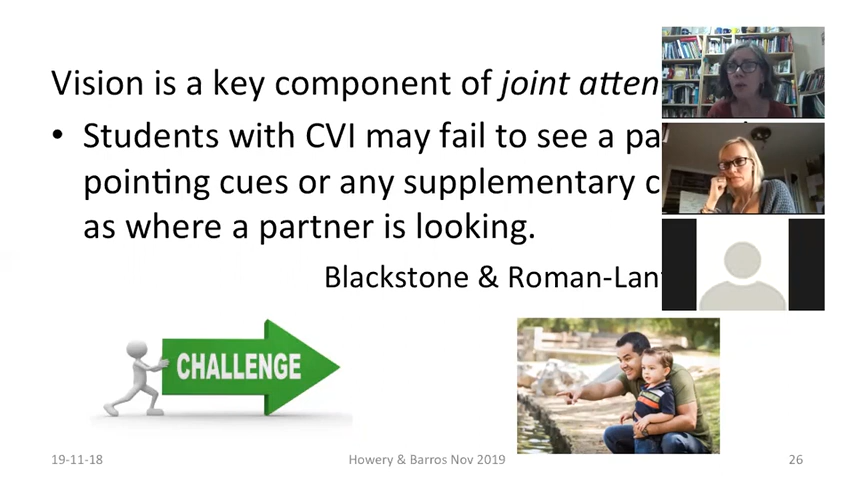 Vision is a key component of joint atten
• Students with CVI may fail to see a pa
pointing cues or any supplementary c
as where a partner is looking.
Blackstone & Roman-Lan
CHALLENGE
19-11-18
Howery & Barros Nov 2019
26